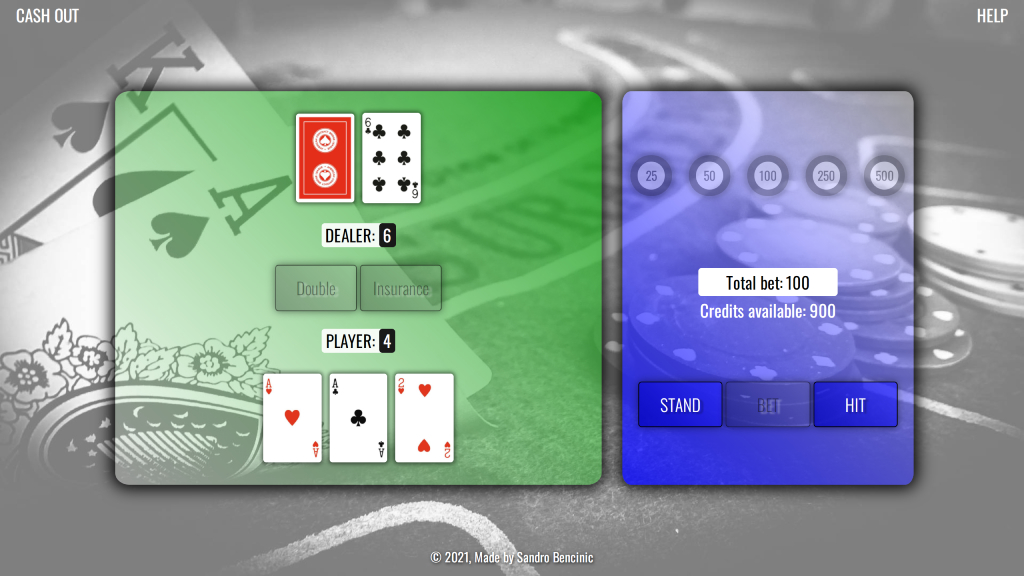 CASH OUT
HELP
6
6
DEALER: 6
Double
Insurance
PLAYER: 4
A
A
A
A
2
2
25
50
100
250
500
Total bet: 100
Credits available: 900
STAND
BET
HIT
K
A
© 2021, Made by Sandro Bencinic